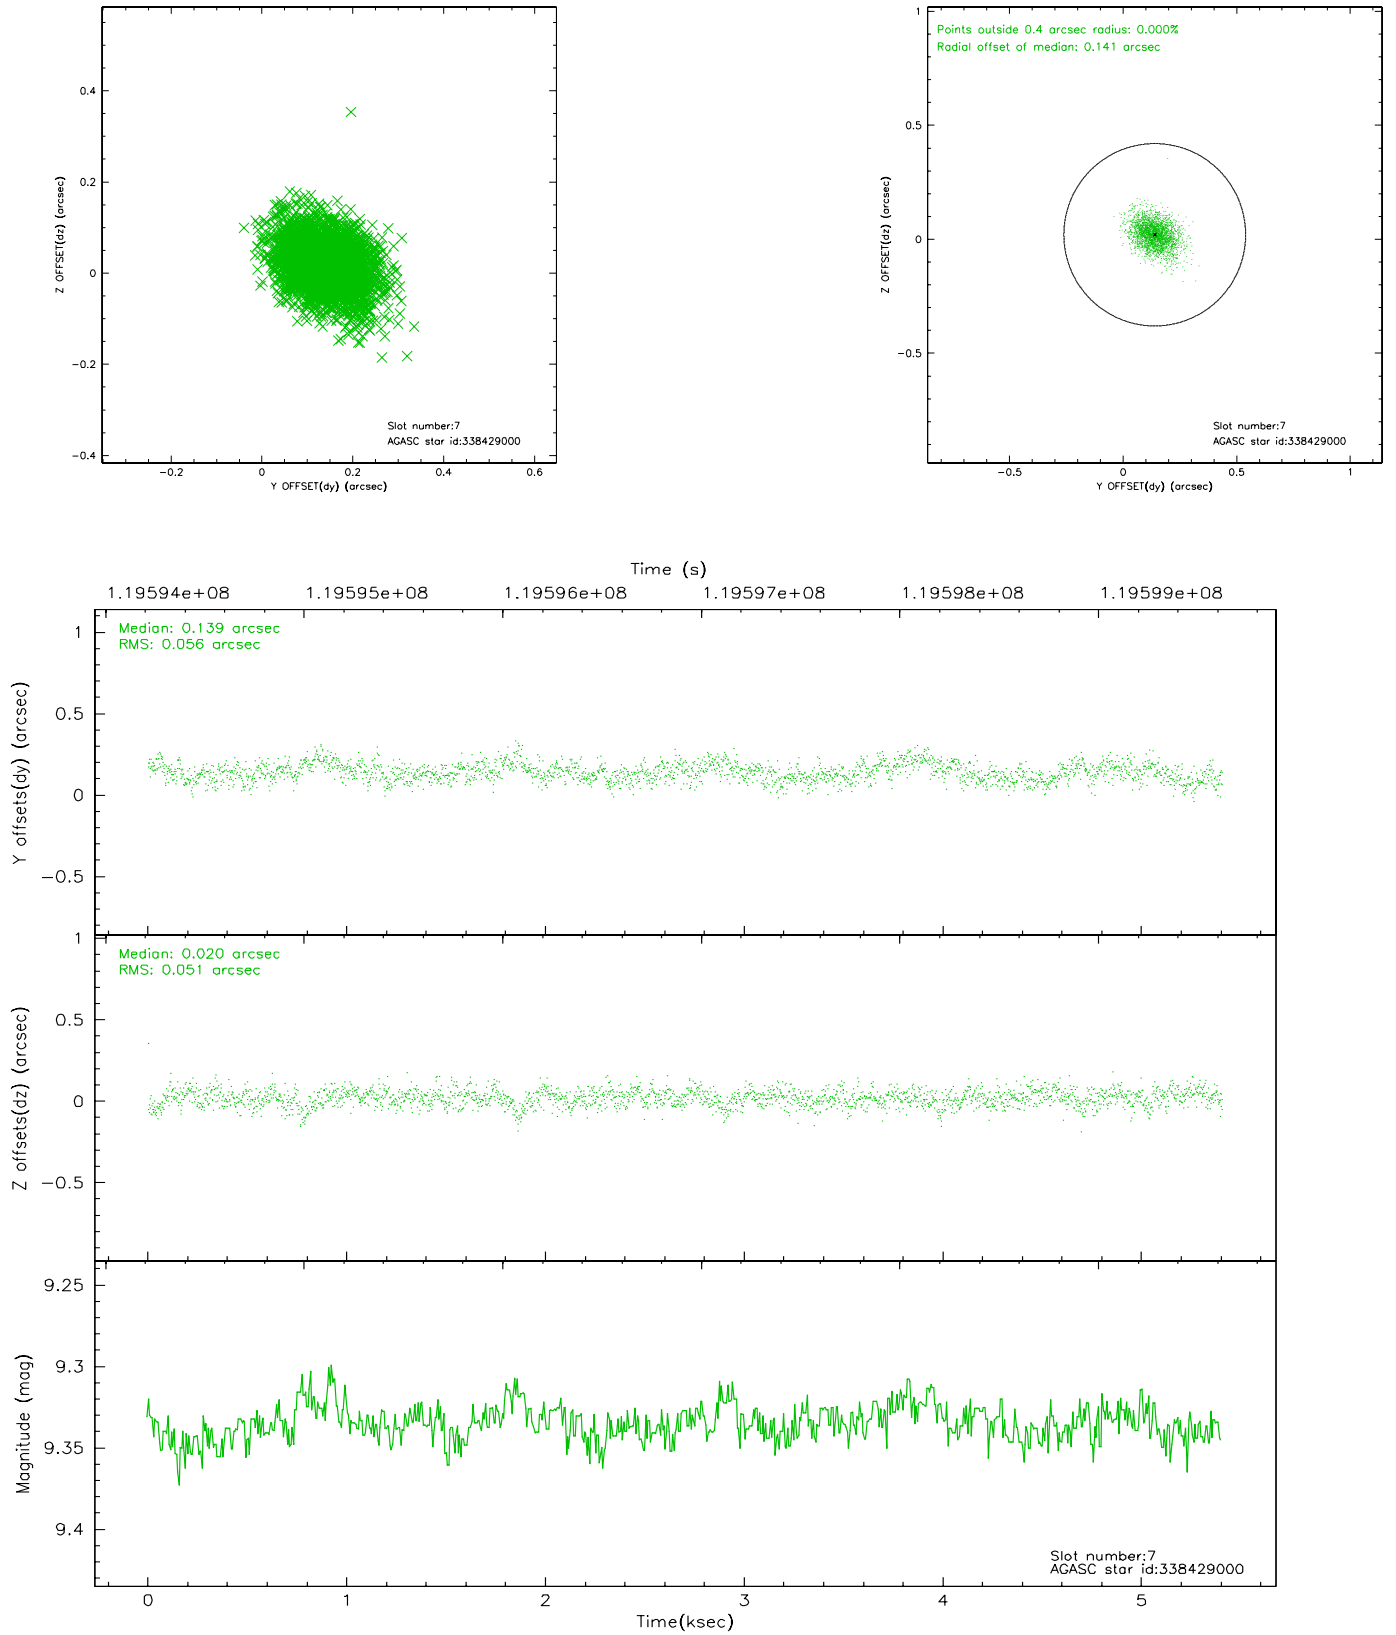 0.4
0.2
0
−0.2
−0.4
−0.2
0
0.2
0.4
0.6
Z OFFSET(dz) (arcsec)
Y OFFSET(dy) (arcsec)
Slot number:7
AGASC star id:338429000
Points outside 0.4 arcsec radius: 0.000%
Radial offset of median: 0.141 arcsec
1
0.5
0
−0.5
−0.5
0
0.5
1
Z OFFSET(dz) (arcsec)
Y OFFSET(dy) (arcsec)
Slot number:7
AGASC star id:338429000
Time (s)
1.19594e+08 1.19595e+08 1.19596e+08 1.19597e+08 1.19598e+08 1.19599e+08
Median: 0.139 arcsec
RMS: 0.056 arcsec
1
0.5
0
−0.5
Y offsets(dy) (arcsec)
Median: 0.020 arcsec
RMS: 0.051 arcsec
1
0.5
0
−0.5
Z offsets(dz) (arcsec)
9.25
9.3
9.35
9.4
Magnitude (mag)
Slot number:7
AGASC star id:338429000
0 1 2 3 4 5
Time(ksec)